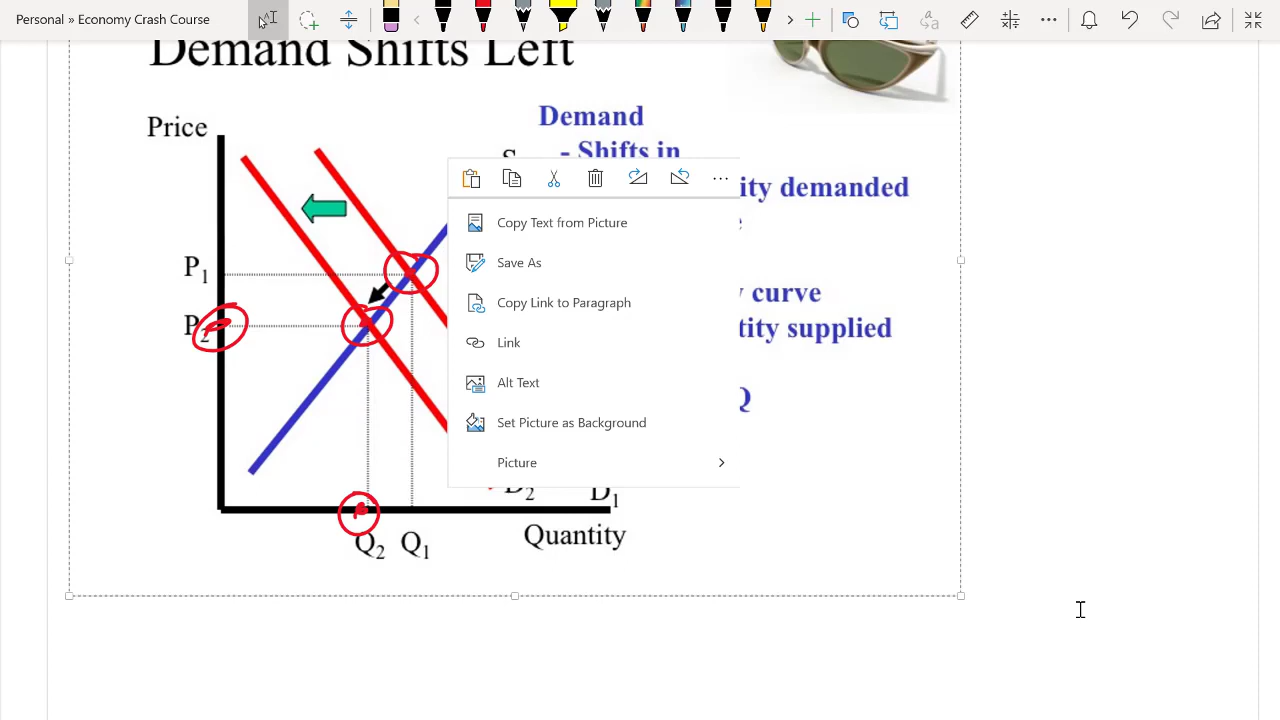 Personal » Economy Crash Course
Demand Shifts Left
Price
Demand
- Shifts in
demanded
Copy Text from Picture
Save As
P1
curve
Copy Link to Paragraph
P2
supplied
Link
Alt Text
Q
Set Picture as Background
Picture
D2 D1
Quantity
Q2 Q1